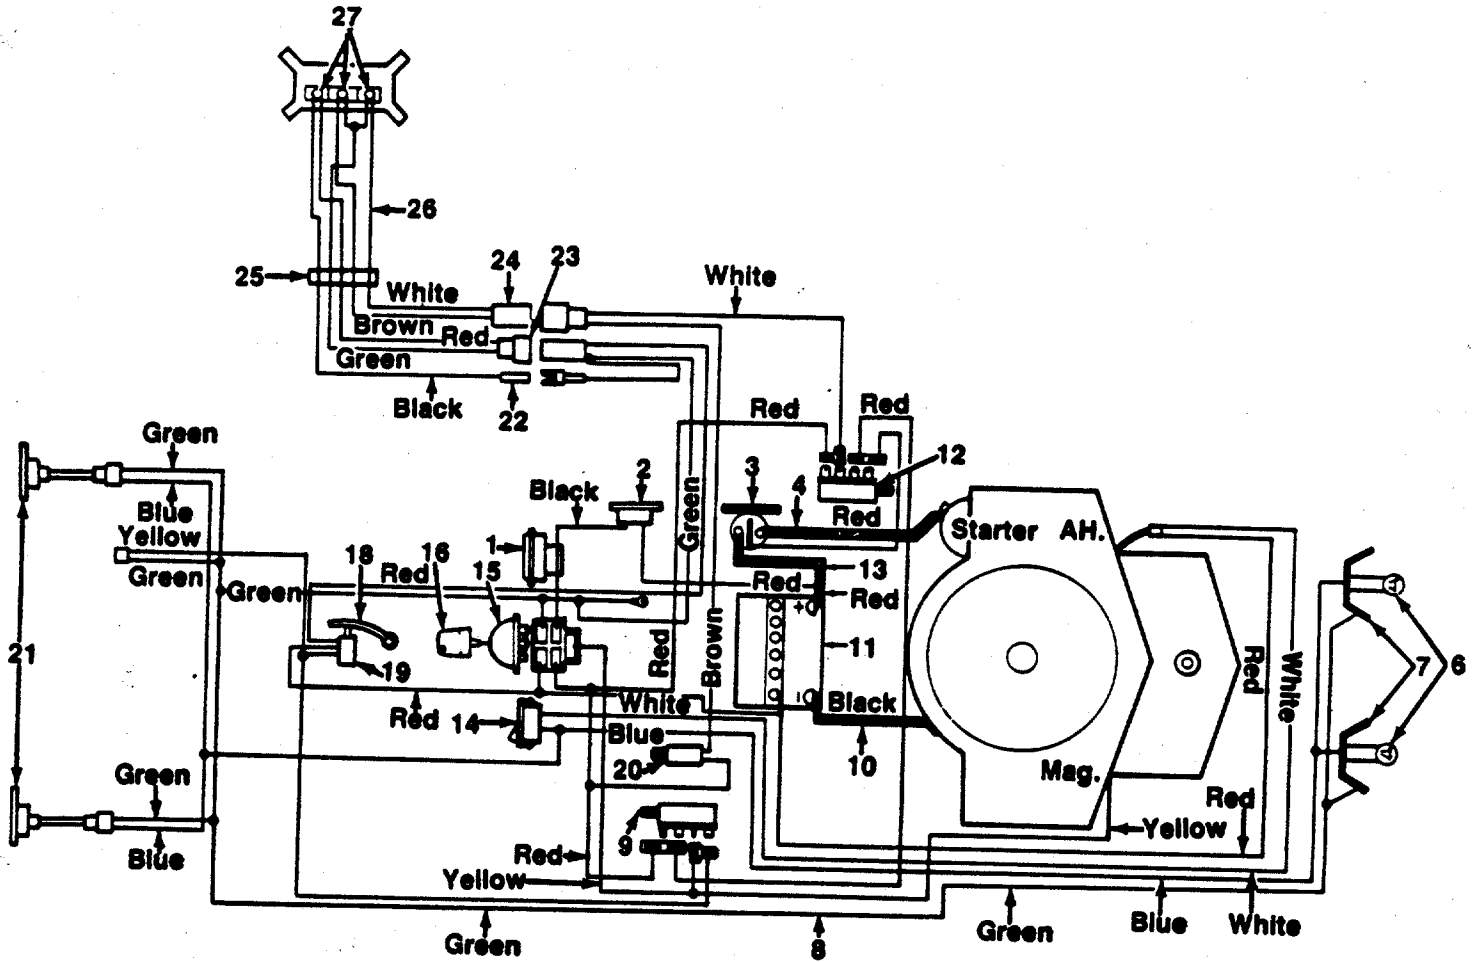 27
26
25
24
23
White
White
Brown
Red
Green
Black
22
Red
Red
12
Green
2
3
4
Black
Green
Red
Starter
AH.
Blue
Yellow
1
18
16
15
13
Green
Red
Red
Green
Red
11
21
19
Red
Brown
Red
White
7
6
White
Black
Red
14
Blue
20
10
Mag.
Green
Red
9
Yellow
Blue
Red
Yellow
Green
8
Green
Blue
White